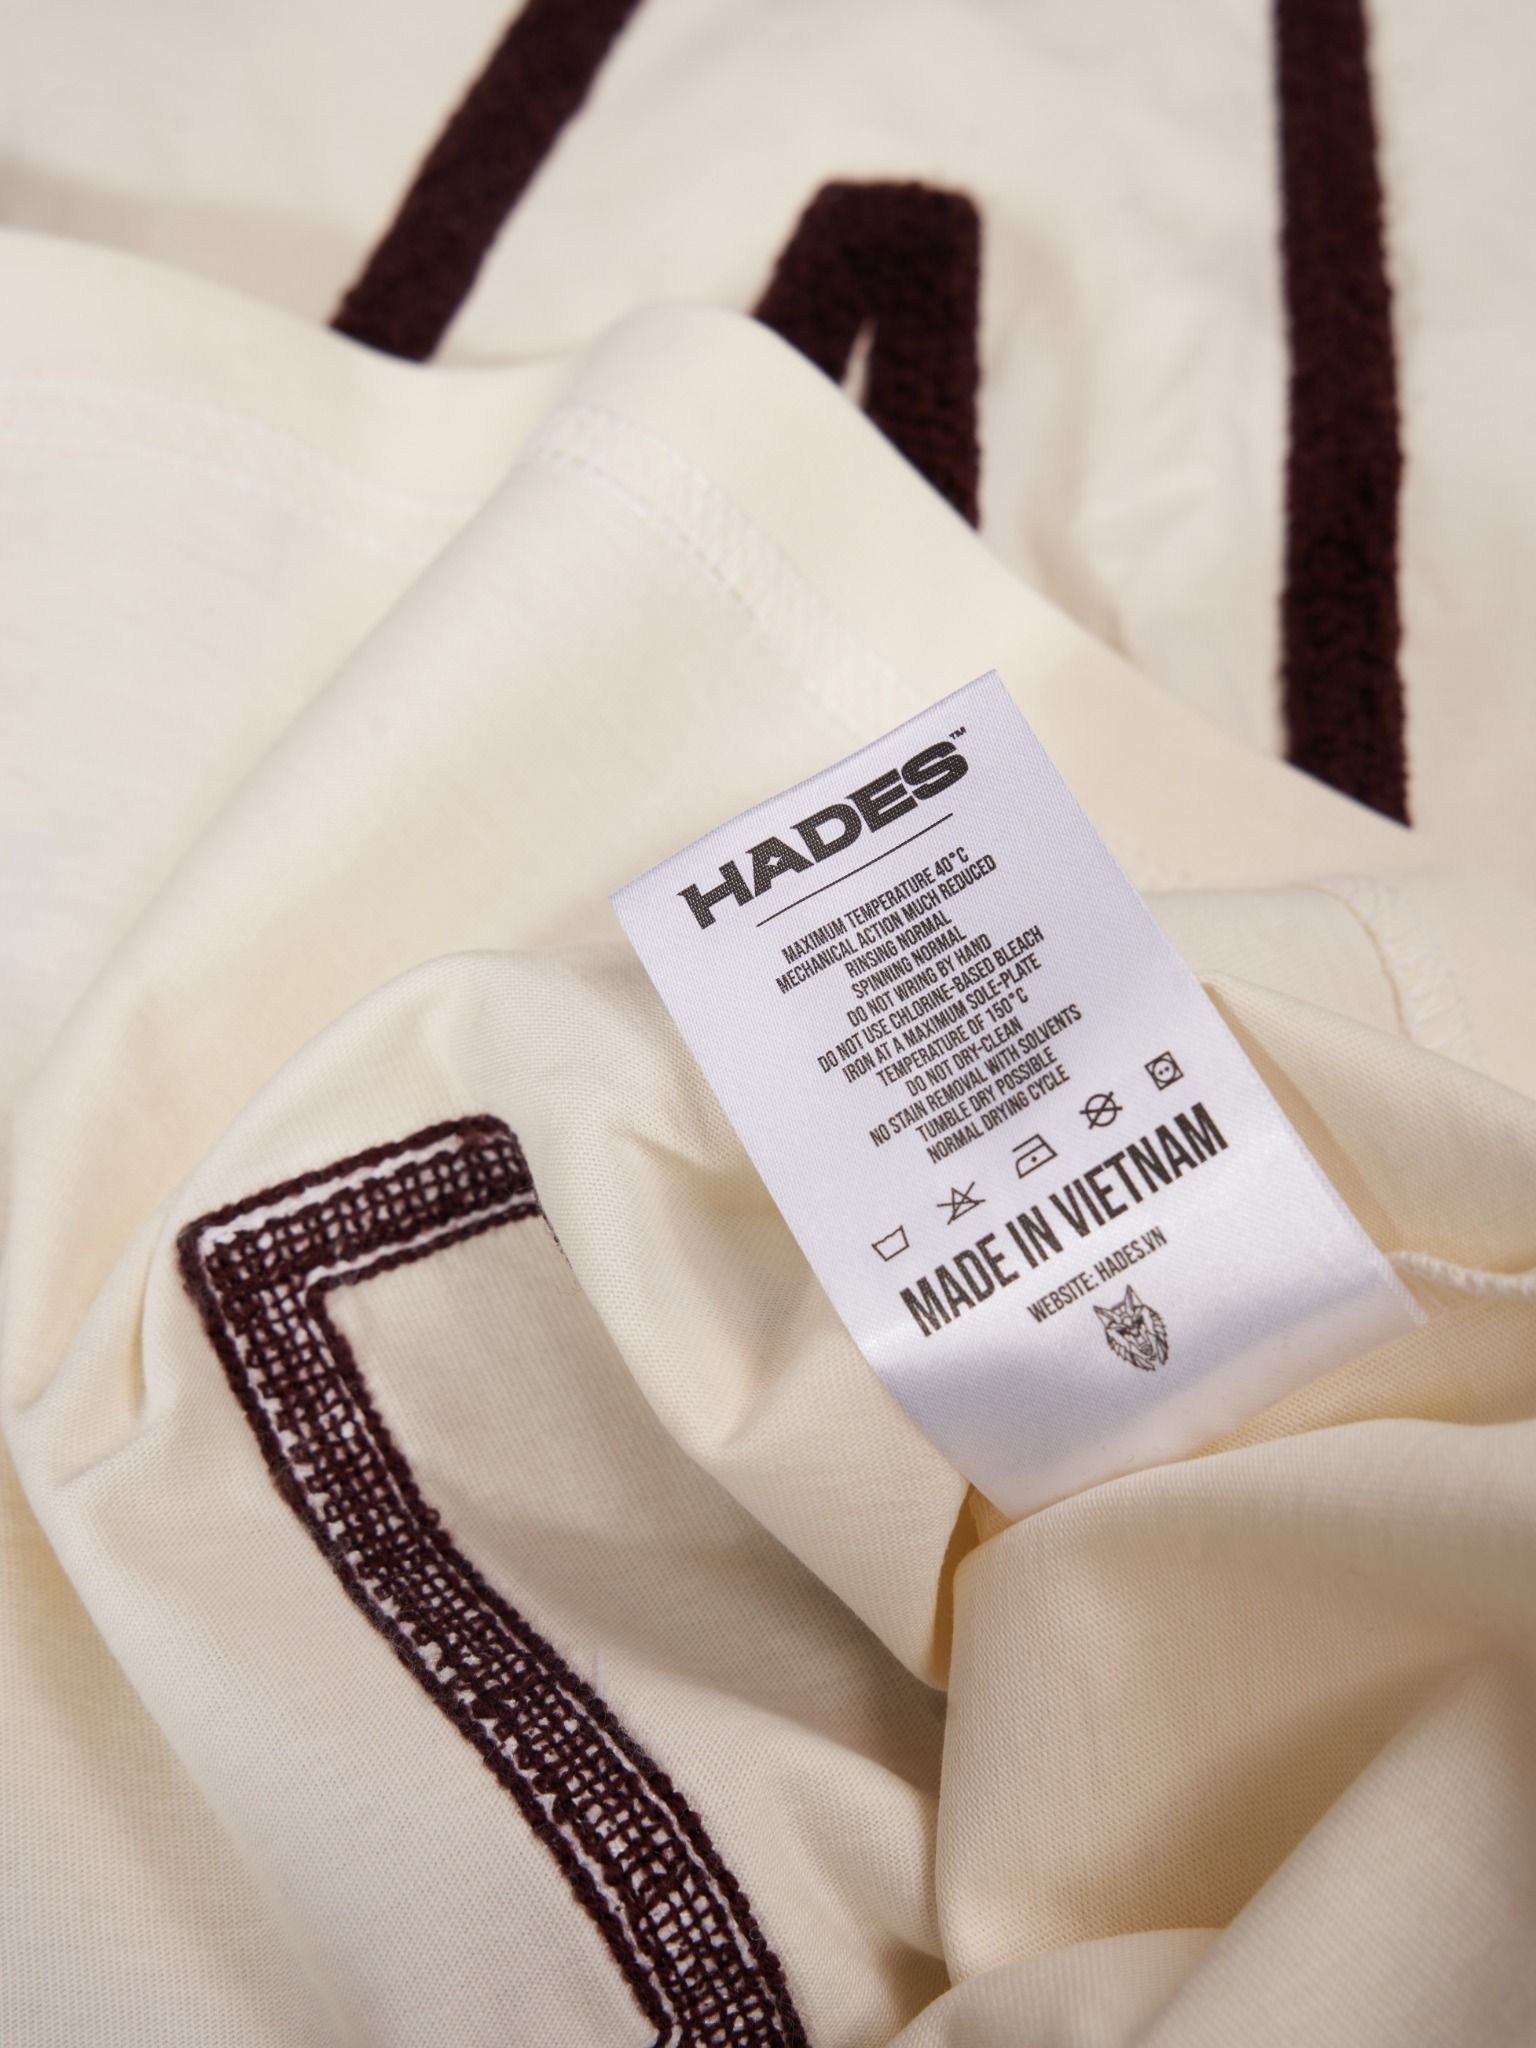 HADES™
MAXIMUM TEMPERATURE 40°C
MECHANICAL ACTION MUCH REDUCED
RINSING NORMAL
SPINNING NORMAL
DO NOT WRING BY HAND
DO NOT USE CHLORINE-BASED BLEACH
IRON AT A MAXIMUM SOLE-PLATE
TEMPERATURE OF 150°C
DO NOT DRY-CLEAN
NO STAIN REMOVAL WITH SOLVENTS
TUMBLE DRY POSSIBLE
NORMAL DRYING CYCLE
MADE IN VIETNAM
WEBSITE: HADES.VN